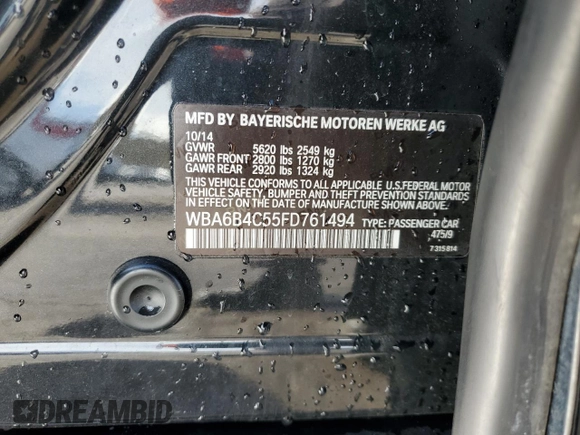 MFD BY BAYERISCHE MOTOREN WERKE AG
10/14
GVWR 5620 lbs 2549 kg
GAWR FRONT 2800 lbs 1270 kg
GAWR REAR 2920 lbs 1324 kg
THIS VEHICLE CONFORMS TO ALL APPLICABLE U.S.FEDERAL MOTOR
VEHICLE SAFETY, BUMPER AND THEFT PREVENTION STANDARDS
IN EFFECT ON THE DATE OF MANUFACTURE SHOWN ABOVE.
WBA6B4C55FD761494 TYPE: PASSENGER CAR
475/9
7 315 814
DREAMBID